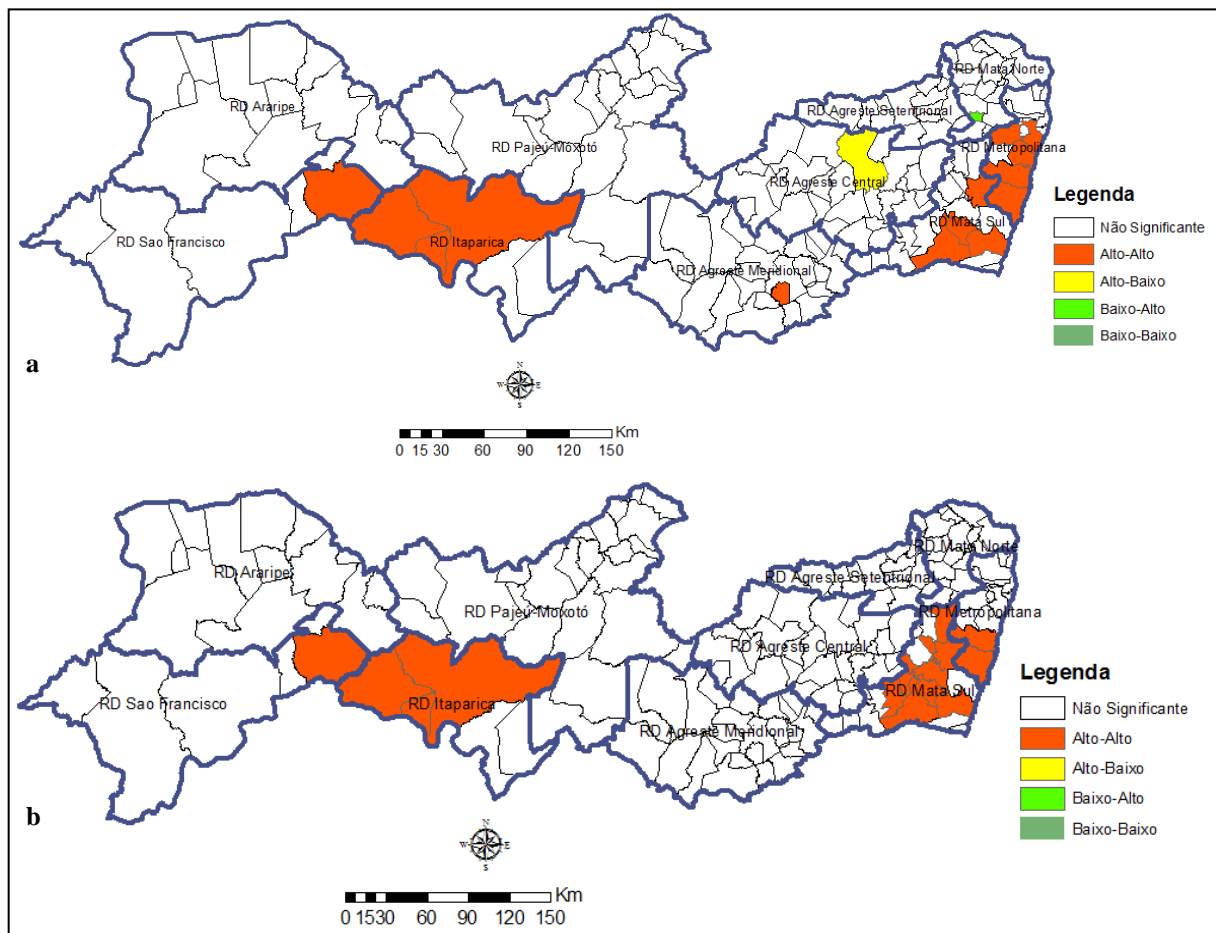 RD Mata Norte
RD Araripe
RD Agreste Setentrional
RD Pajeú-Moxotó
RD Metropolitana
RD Agreste Central
Legenda
RD Mata Sul
Não Significante
RD Sao Francisco
RD Itaparica
Alto-Alto
RD Agreste Meridional
Alto-Baixo
Baixo-Alto
Baixo-Baixo
a
N
W E
S
Km
0 15 30 60 90 120 150
RD Mata Norte
RD Araripe
RD Agreste Setentrional
RD Pajeú-Moxotó
RD Metropolitana
RD Agreste Central
Legenda
RD Mata Sul
RD Sao Francisco
RD Itaparica
Não Significante
RD Agreste Meridional
Alto-Alto
Alto-Baixo
Baixo-Alto
b
Baixo-Baixo
N
W E
S
Km
0 1530 60 90 120 150